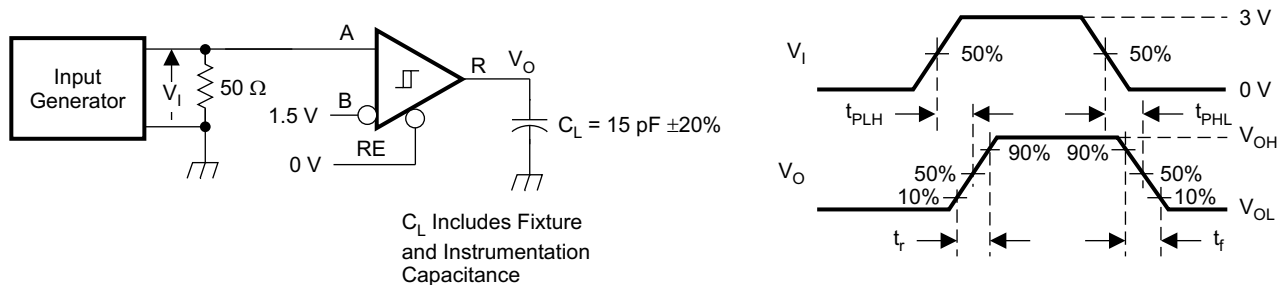 Input
Generator
V_I
50 Ω
A
B
1.5 V
RE
0 V
R
V_O
C_L = 15 pF ±20%
C_L Includes Fixture
and Instrumentation
Capacitance
V_I
50%
50%
3 V
0 V
t_PLH
t_PHL
V_O
90%
90%
50%
50%
10%
10%
V_OH
V_OL
t_r
t_f